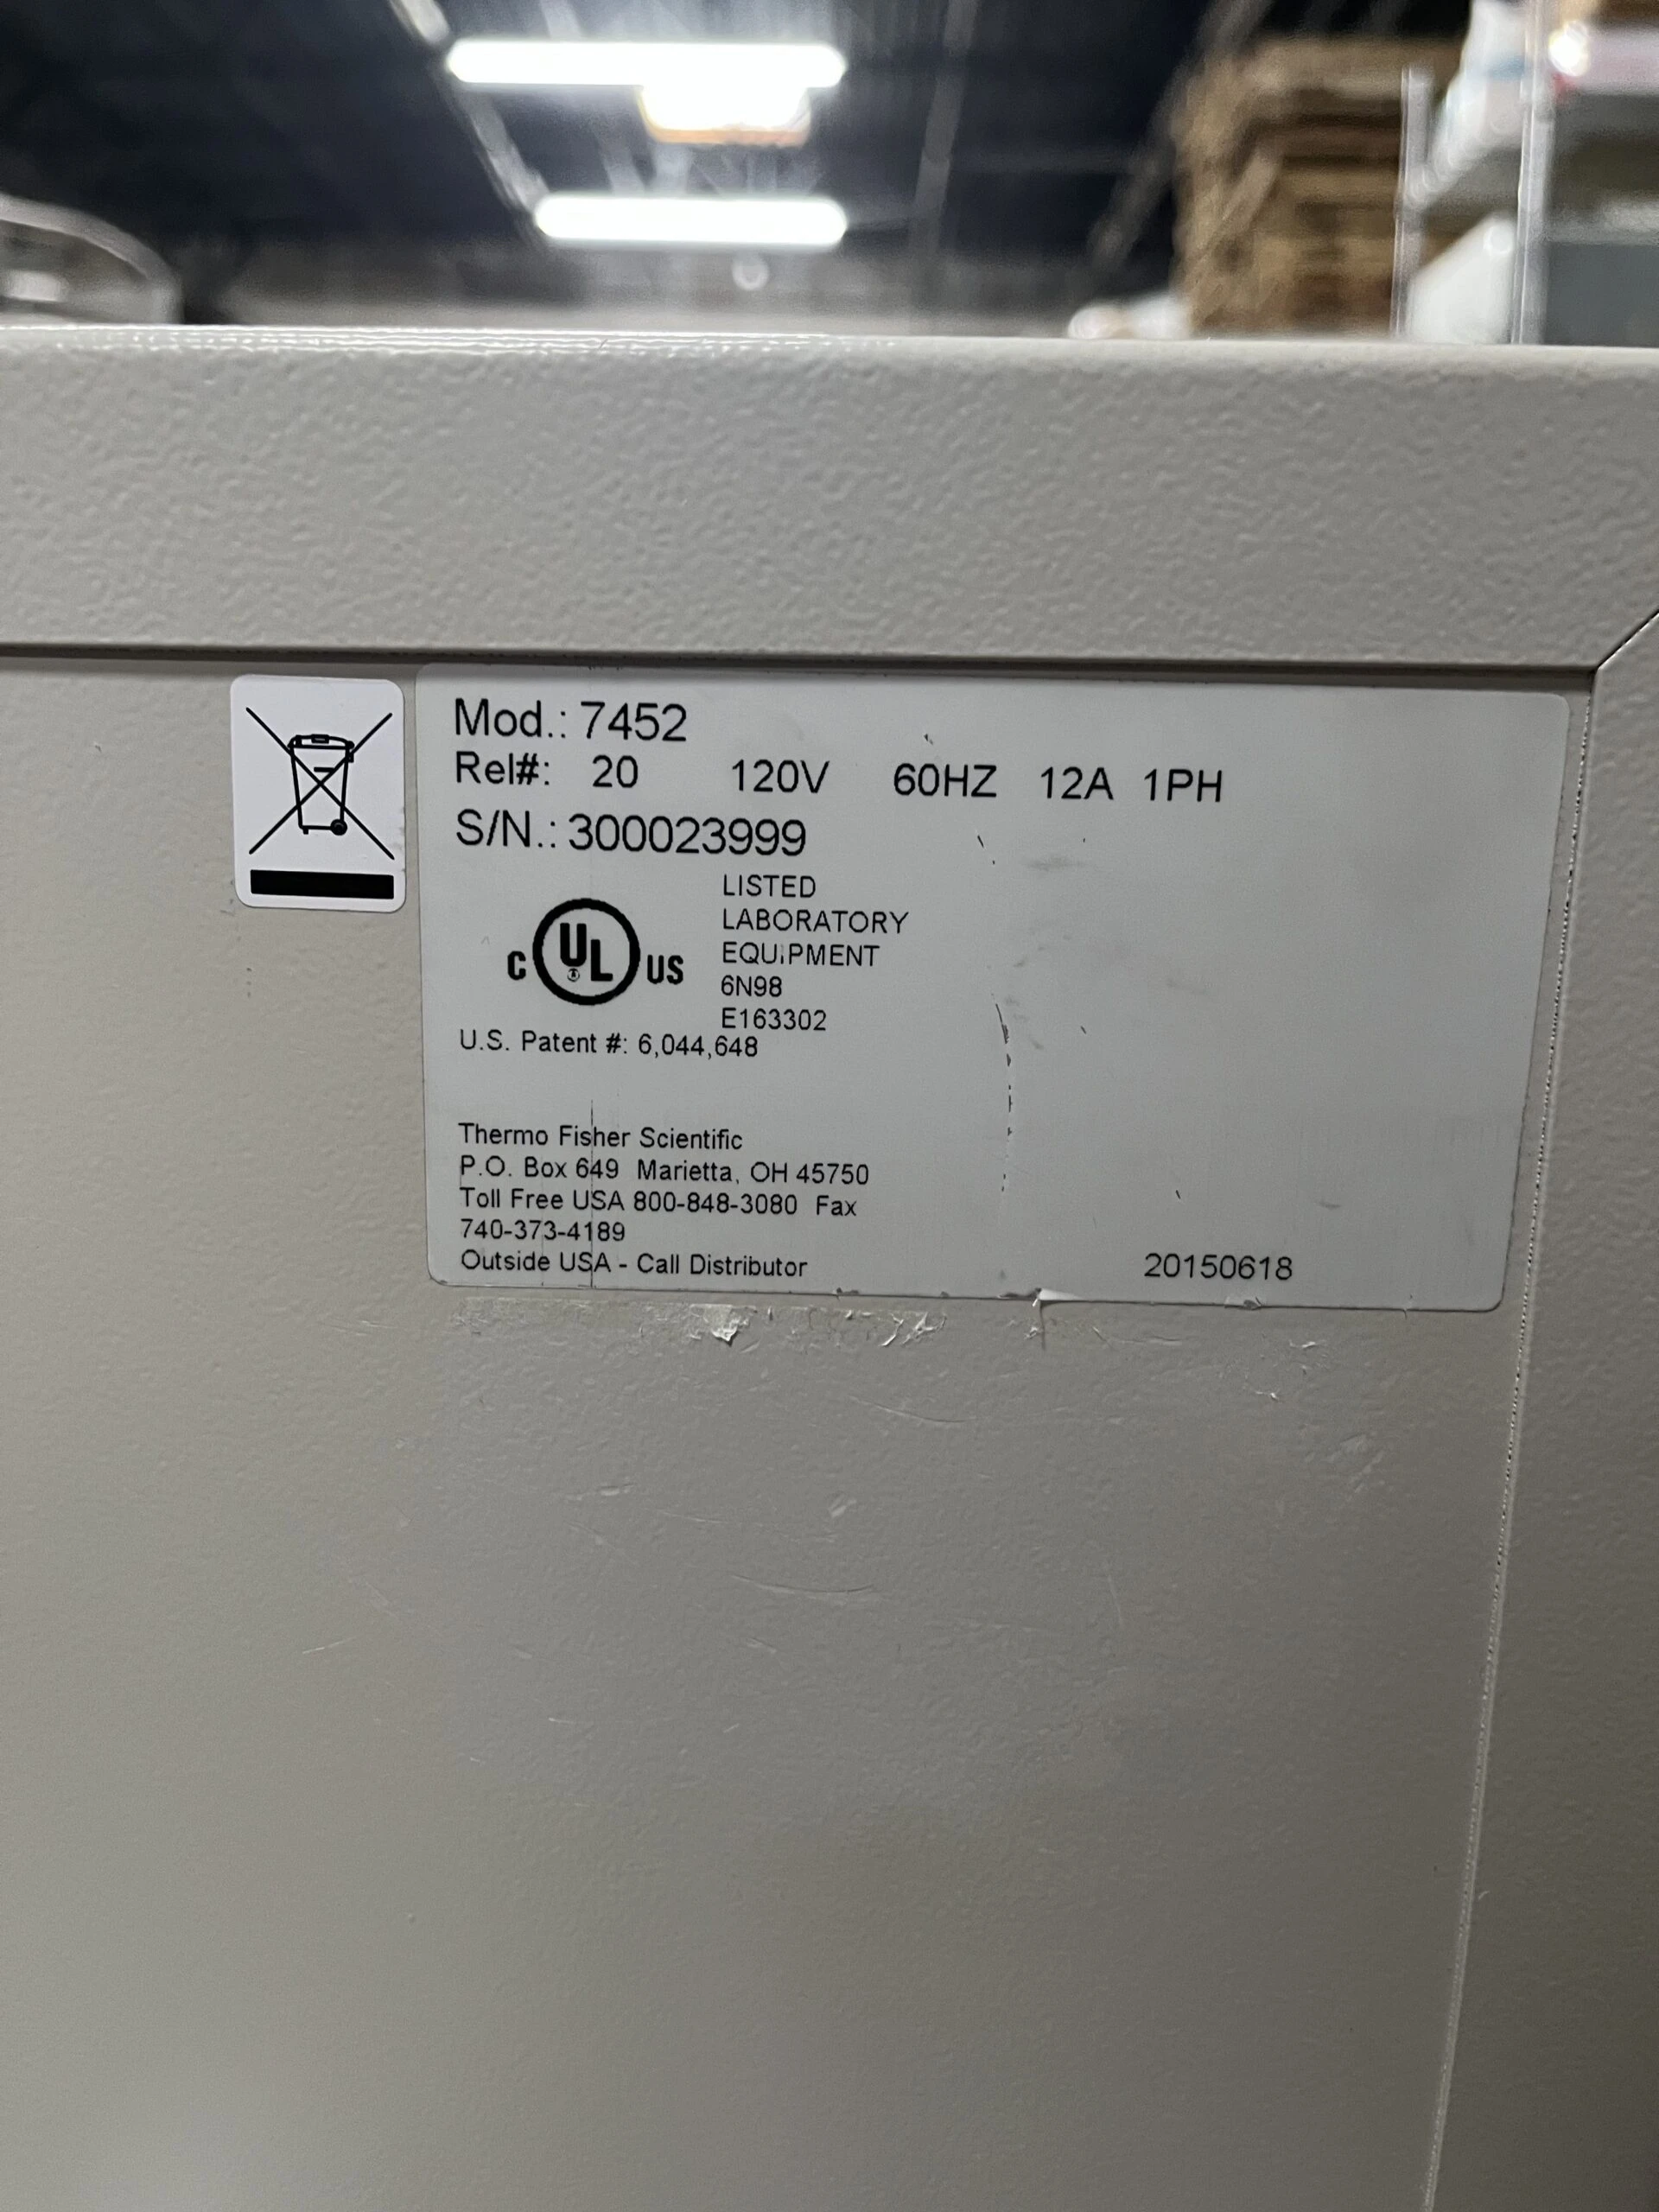 Mod.: 7452
Rel#: 20 120V 60HZ 12A 1PH
S/N.: 300023999
C UL US
LISTED
LABORATORY
EQUIPMENT
6N98
E163302
U.S. Patent #: 6,044,648
Thermo Fisher Scientific
P.O. Box 649 Marietta, OH 45750
Toll Free USA 800-848-3080 Fax
740-373-4189
Outside USA - Call Distributor 20150618